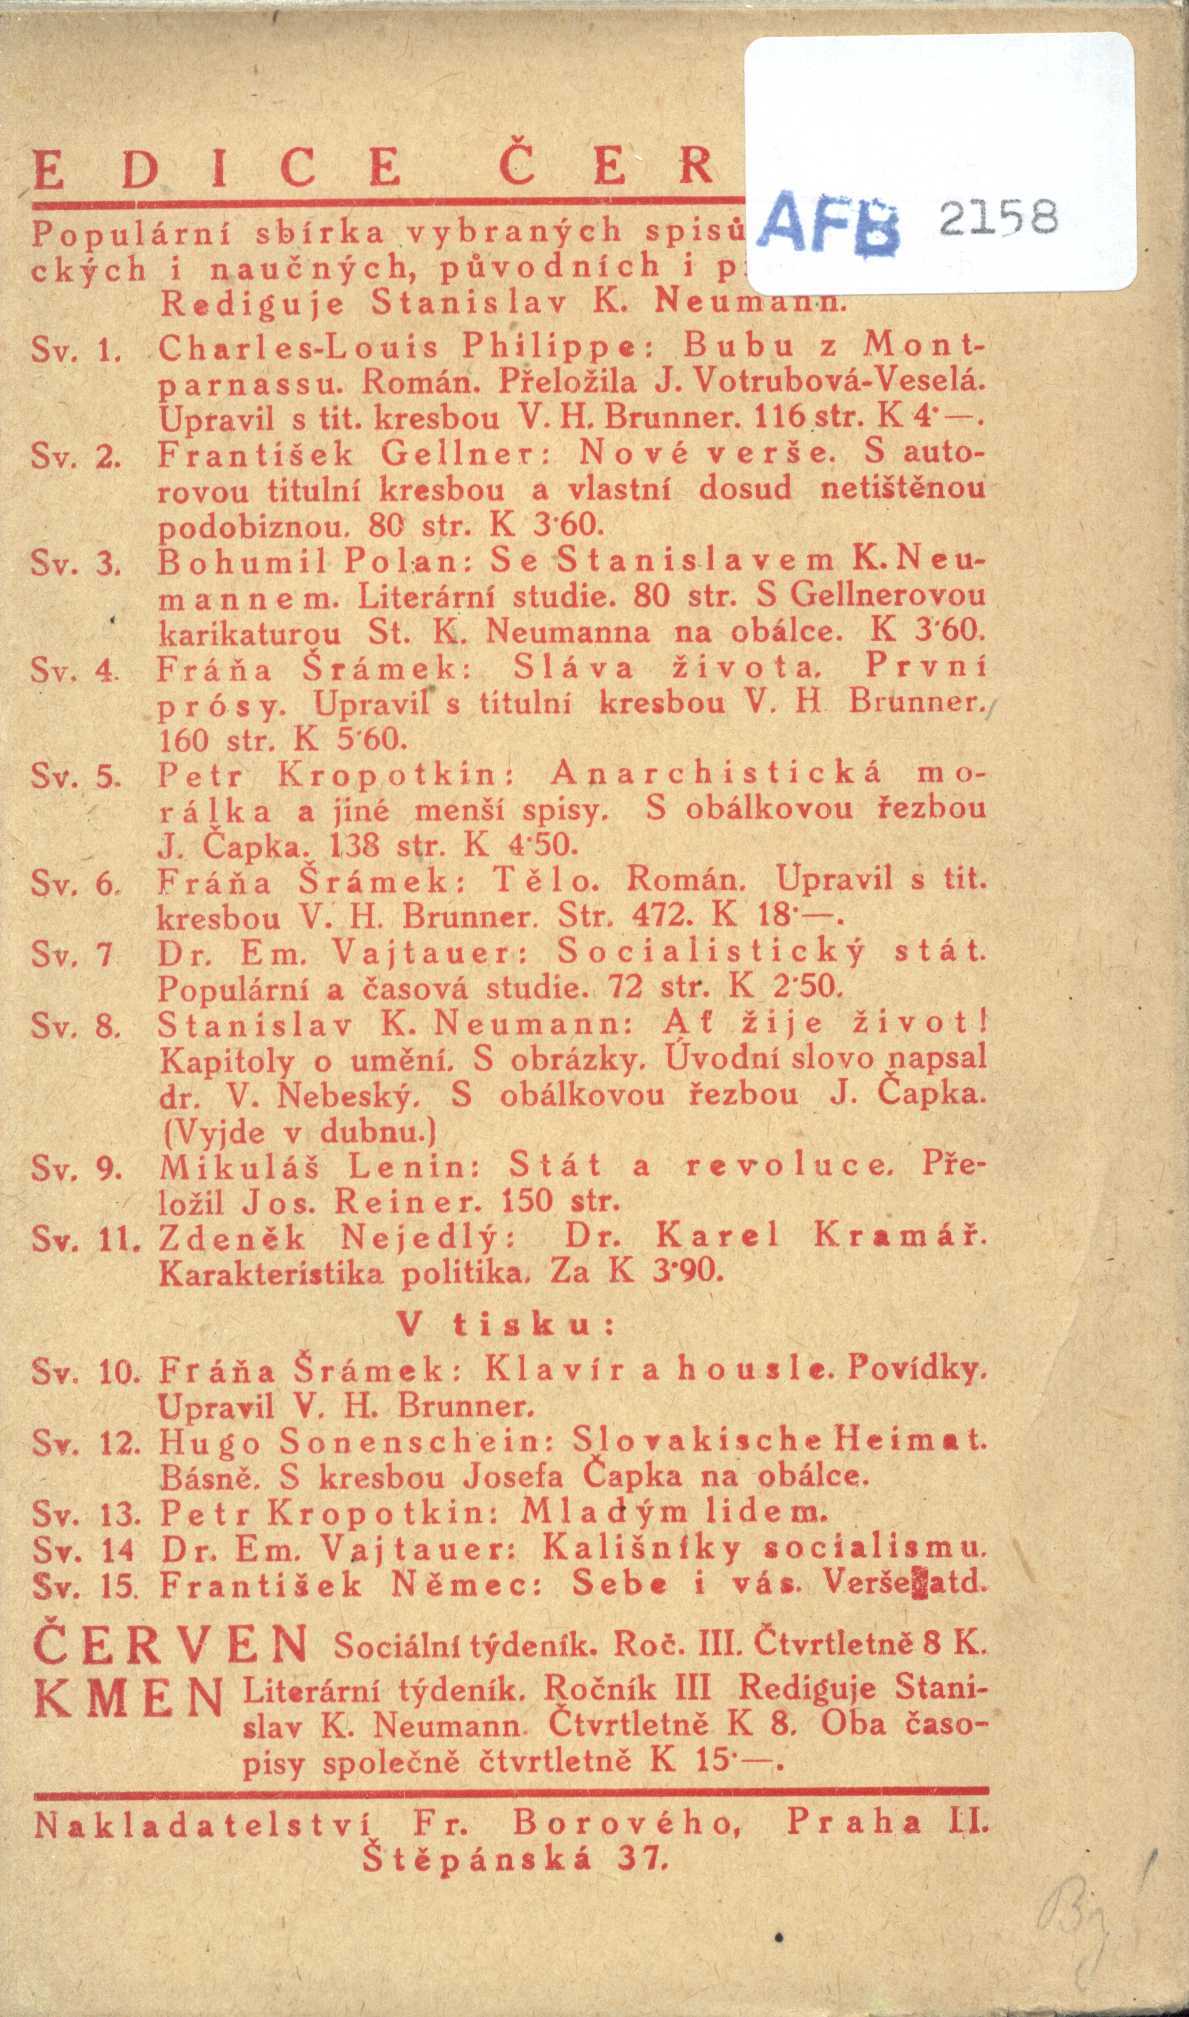 EDICE ČER
AFB 2158
Populární sbírka vybraných spisů
ckých i naučných, původních i
Rediguje Stanislav K. Neumann.
Sv. 1. Charles-Louis Philippe: Bubu z Mont-
parnassu. Román. Přeložila J. Votrubová-Veselá.
Upravil s tit. kresbou V. H. Brunner. 116 str. K 4·—.
Sv. 2. František Gellner: Nové verše. S auto-
rovou titulní kresbou a vlastní dosud netištěnou
podobiznou. 80 str. K 3·60.
Sv. 3. Bohumil Polan: Se Stanislavem K. Neu-
mannem. Literární studie. 80 str. S Gellnerovou
karikaturou St. K. Neumanna na obálce. K 3·60.
Sv. 4. Fráňa Šrámek: Sláva života. První
prósy. Upravil s titulní kresbou V. H Brunner.
160 str. K 5·60.
Sv. 5. Petr Kropotkin: Anarchistická mo-
rálka a jiné menší spisy. S obálkovou řezbou
J. Čapka. 138 str. K 4·50.
Sv. 6. Fráňa Šrámek: Tělo. Román. Upravil s tit.
kresbou V. H. Brunner. Str. 472. K 18·—.
Sv. 7 Dr. Em. Vajtauer: Socialistický stát.
Populární a časová studie. 72 str. K 2·50.
Sv. 8. Stanislav K. Neumann: Ať žije život!
Kapitoly o umění. S obrázky. Úvodní slovo napsal
dr. V. Nebeský. S obálkovou řezbou J. Čapka.
(Vyjde v dubnu.)
Sv. 9. Mikuláš Lenin: Stát a revoluce. Pře-
ložil Jos. Reiner. 150 str.
Sv. 11. Zdeněk Nejedlý: Dr. Karel Kramář.
Karakteristika politika. Za K 3·90.
V tisku:
Sv. 10. Fráňa Šrámek: Klavír a housle. Povídky.
Upravil V. H. Brunner.
Sv. 12. Hugo Sonenschein: Slovakische Heimat.
Básně. S kresbou Josefa Čapka na obálce.
Sv. 13. Petr Kropotkin: Mladým lidem.
Sv. 14 Dr. Em. Vajtauer: Kališníky socialismu.
Sv. 15. František Němec: Sebe i vás. Verše atd.
ČERVEN Sociální týdeník. Roč. III. Čtvrtletně 8 K.
KMEN Literární týdeník. Ročník III Rediguje Stani-
slav K. Neumann. Čtvrtletně K 8. Oba časo-
pisy společně čtvrtletně K 15·—.
Nakladatelství Fr. Borového, Praha II.
Štěpánská 37.